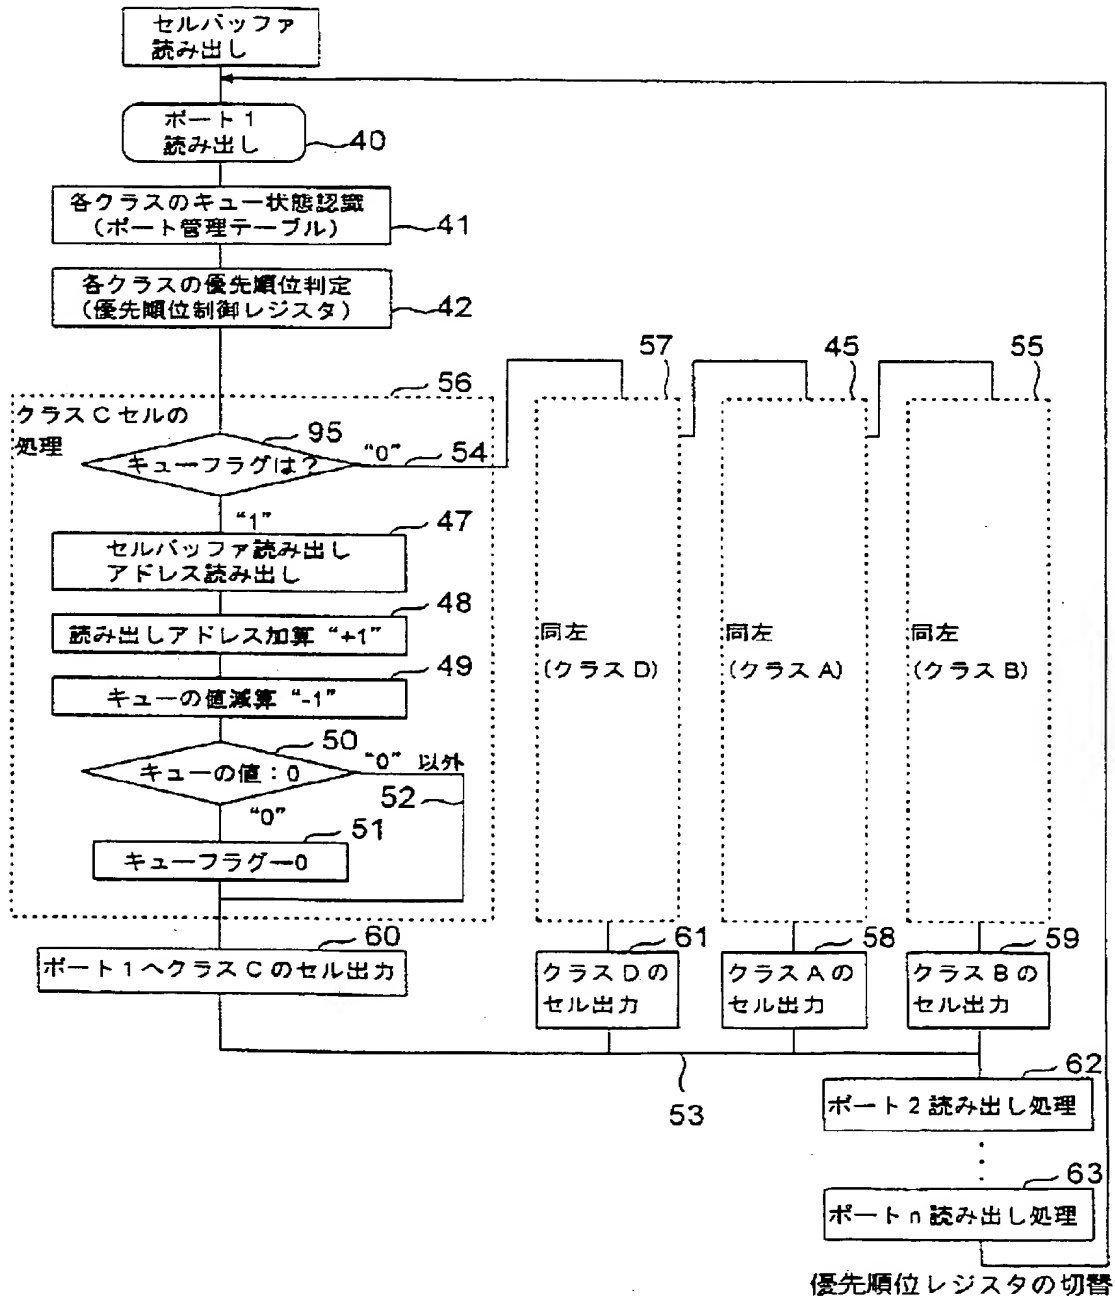 セルバッファ
読み出し
ポート1
読み出し
40
各クラスのキュー状態認識
(ポート管理テーブル)
41
各クラスの優先順位判定
(優先順位制御レジスタ)
42
56
クラスCセルの
処理
95
キューフラグは?
“0”
54
“1”
47
セルバッファ読み出し
アドレス読み出し
48
読み出しアドレス加算 “+1”
49
キューの値減算 “-1”
50
キューの値:0
“0” 以外
52
“0”
51
キューフラグー0
57
同左
(クラスD)
45
同左
(クラスA)
55
同左
(クラスB)
60
ポート1へクラスCのセル出力
61
クラスDの
セル出力
58
クラスAの
セル出力
59
クラスBの
セル出力
53
62
ポート2読み出し処理
63
ポートn読み出し処理
優先順位レジスタの切替